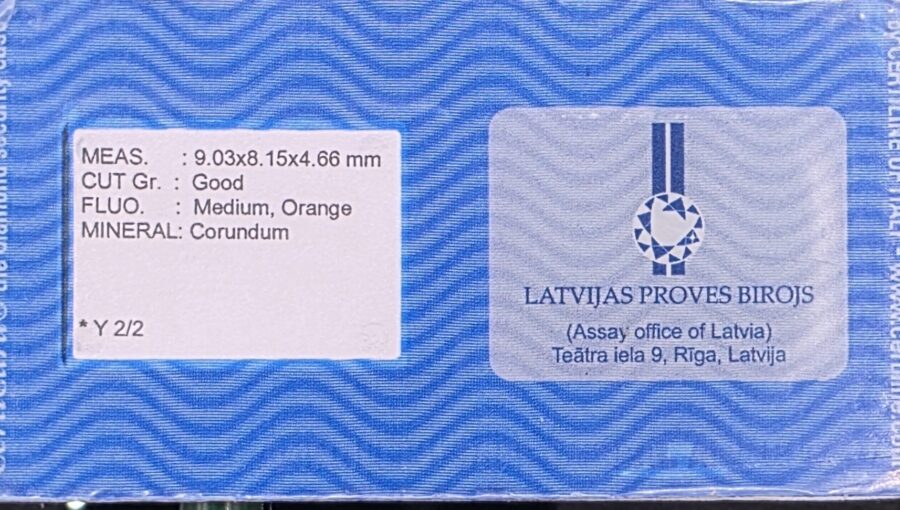 MEAS. : 9.03x8.15x4.66 mm
CUT Gr. : Good
FLUO. : Medium, Orange
MINERAL: Corundum
* Y 2/2
LATVIJAS PROVES BIROJS
(Assay office of Latvia)
Teātra iela 9, Rīga, Latvija